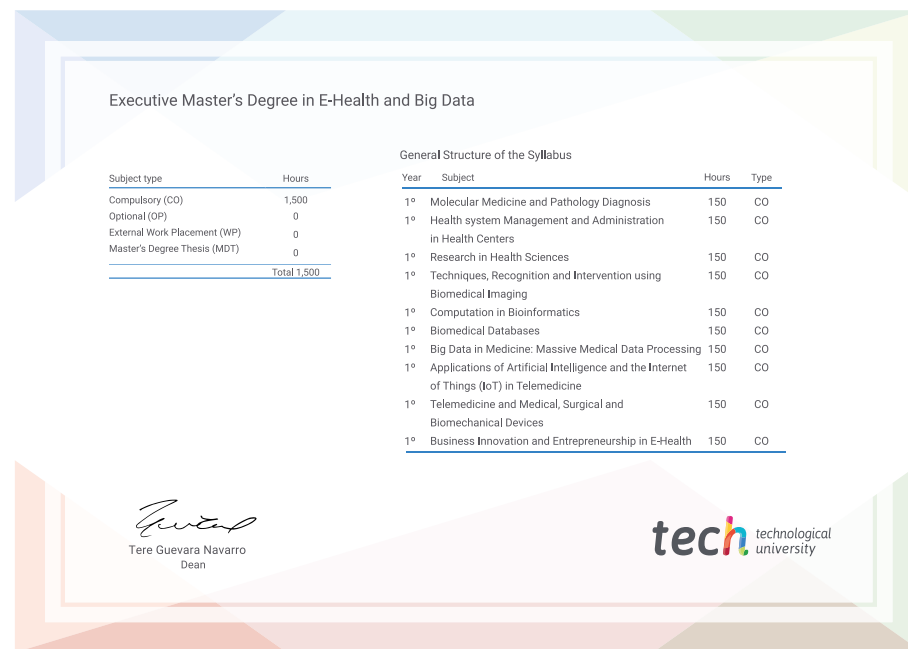 Executive Master's Degree in E-Health and Big Data
General Structure of the Syllabus
Subject type Hours
Compulsory (CO) 1,500
Optional (OP) 0
External Work Placement (WP) 0
Master's Degree Thesis (MDT) 0
Total 1,500
Year Subject Hours Type
1º Molecular Medicine and Pathology Diagnosis 150 CO
1º Health system Management and Administration 150 CO
in Health Centers
1º Research in Health Sciences 150 CO
1º Techniques, Recognition and Intervention using 150 CO
Biomedical Imaging
1º Computation in Bioinformatics 150 CO
1º Biomedical Databases 150 CO
1º Big Data in Medicine: Massive Medical Data Processing 150 CO
1º Applications of Artificial Intelligence and the Internet 150 CO
of Things (IoT) in Telemedicine
1º Telemedicine and Medical, Surgical and 150 CO
Biomechanical Devices
1º Business Innovation and Entrepreneurship in E-Health 150 CO
Tere Guevara Navarro
Dean
tech technological
university